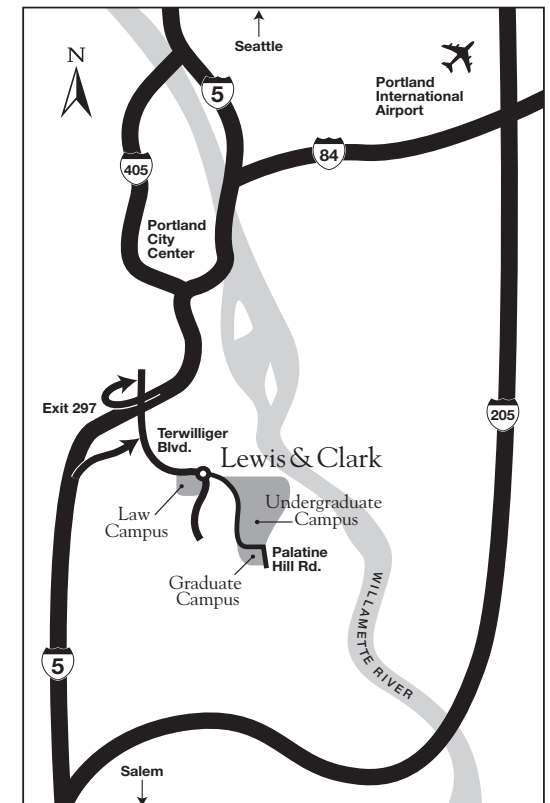 Seattle
N
Portland
International
Airport
5
84
405
Portland
City
Center
Exit 297
205
Terwilliger
Blvd.
Lewis & Clark
Law
Campus
Undergraduate
Campus
Palatine
Hill Rd.
Graduate
Campus
WILLAMETTE RIVER
5
Salem